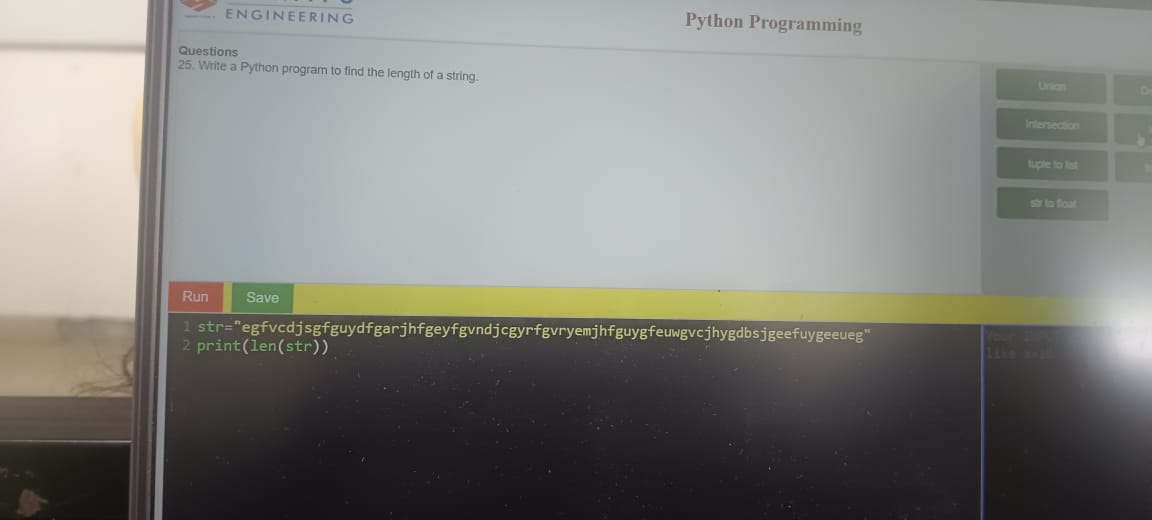 ENGINEERING
Python Programming
Questions
25. Write a Python program to find the length of a string.
Union
Intersection
tuple to list
str to float
Run Save
1 str="egfvcdjsgfguydfgarjhfgeyfgvndjcgyrfgvryemjhfguygfeuwgvcjhygdbsjgeefuygeeueg"
2 print(len(str))